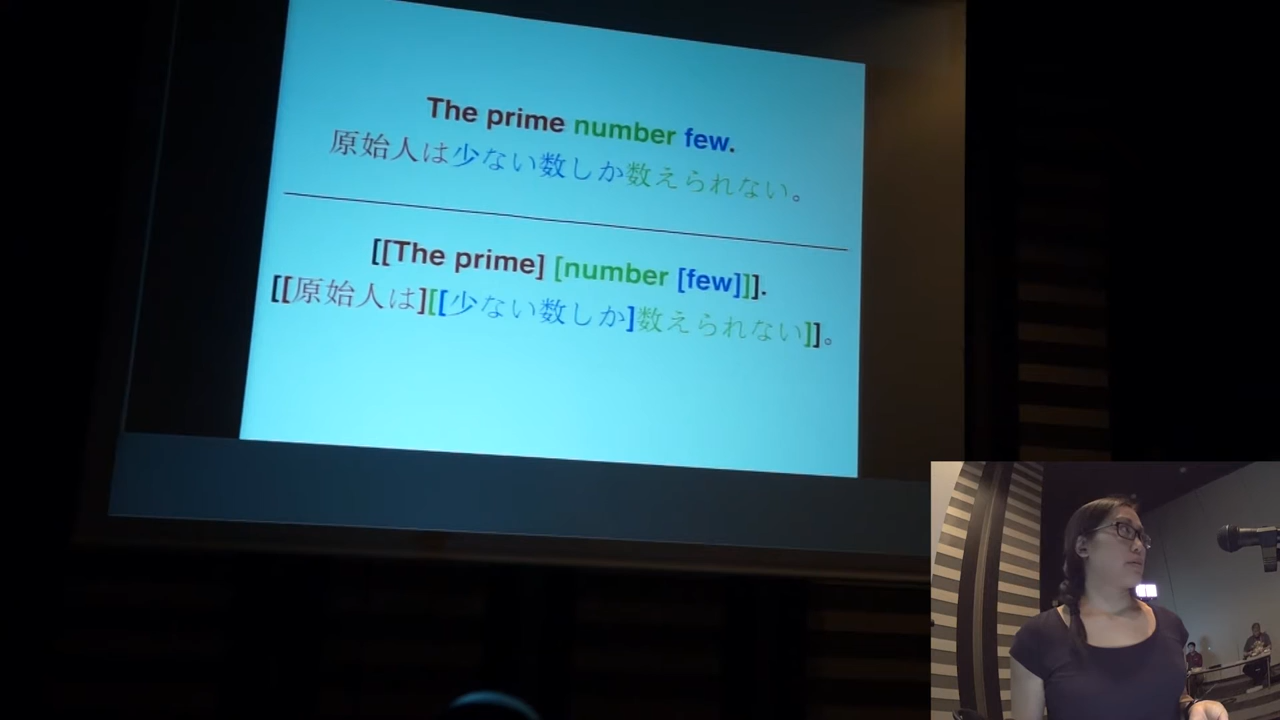 The prime number few.
原始人は少ない数しか数えられない。
[[The prime] [number [few]]].
[[原始人は][[少ない数しか]数えられない]]。